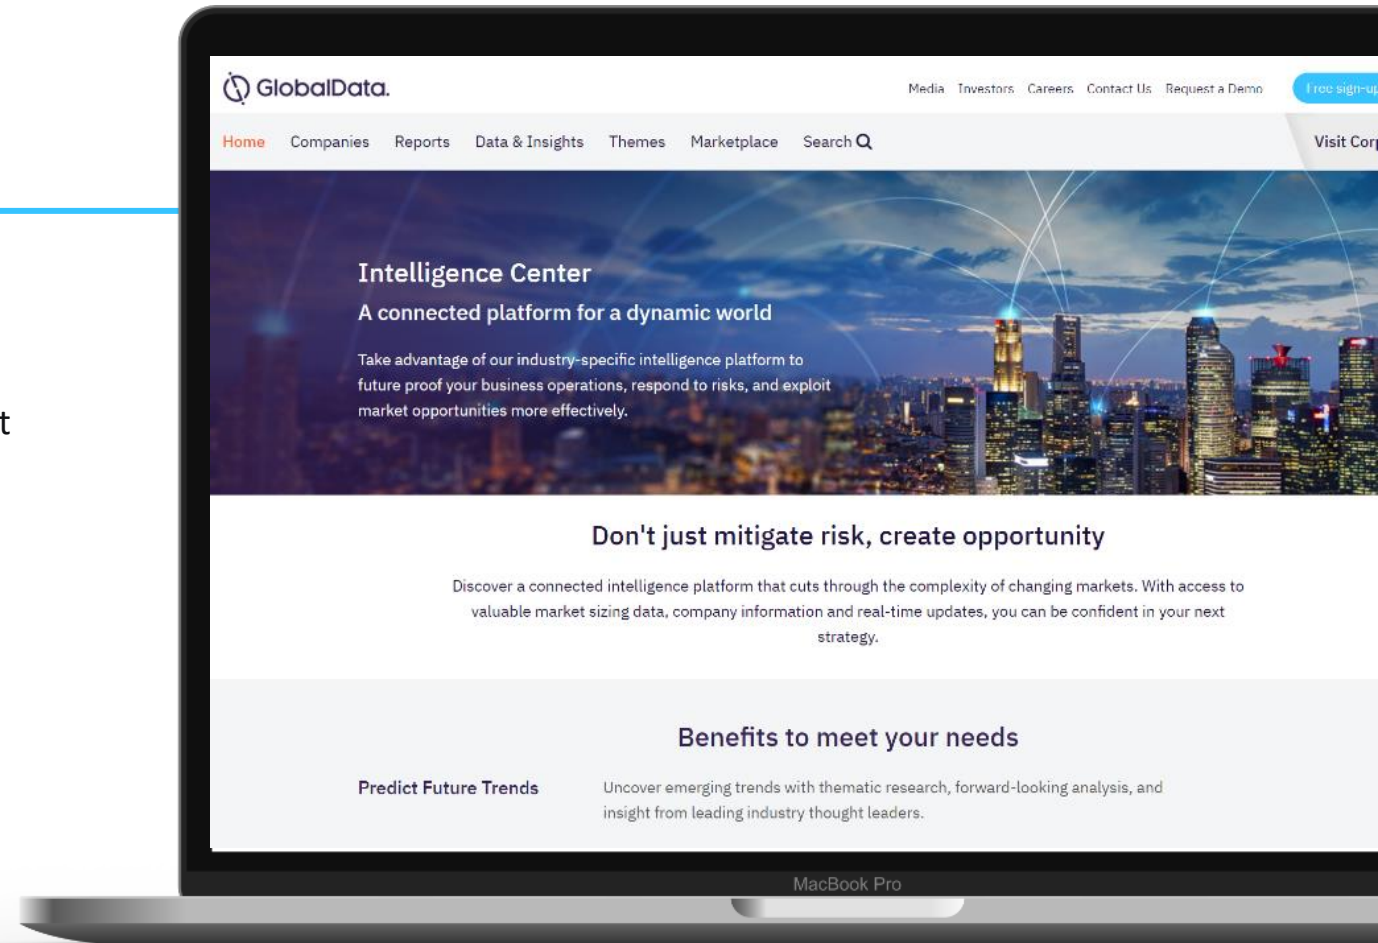 GlobalData.
Media Investors Careers Contact Us Request a Demo Free sign-up
Home Companies Reports Data & Insights Themes Marketplace Search
Visit Corp
Intelligence Center
A connected platform for a dynamic world
Take advantage of our industry-specific intelligence platform to
future proof your business operations, respond to risks, and exploit
market opportunities more effectively.
t
Don't just mitigate risk, create opportunity
Discover a connected intelligence platform that cuts through the complexity of changing markets. With access to
valuable market sizing data, company information and real-time updates, you can be confident in your next
strategy.
Benefits to meet your needs
Predict Future Trends
Uncover emerging trends with thematic research, forward-looking analysis, and
insight from leading industry thought leaders.
MacBook Pro